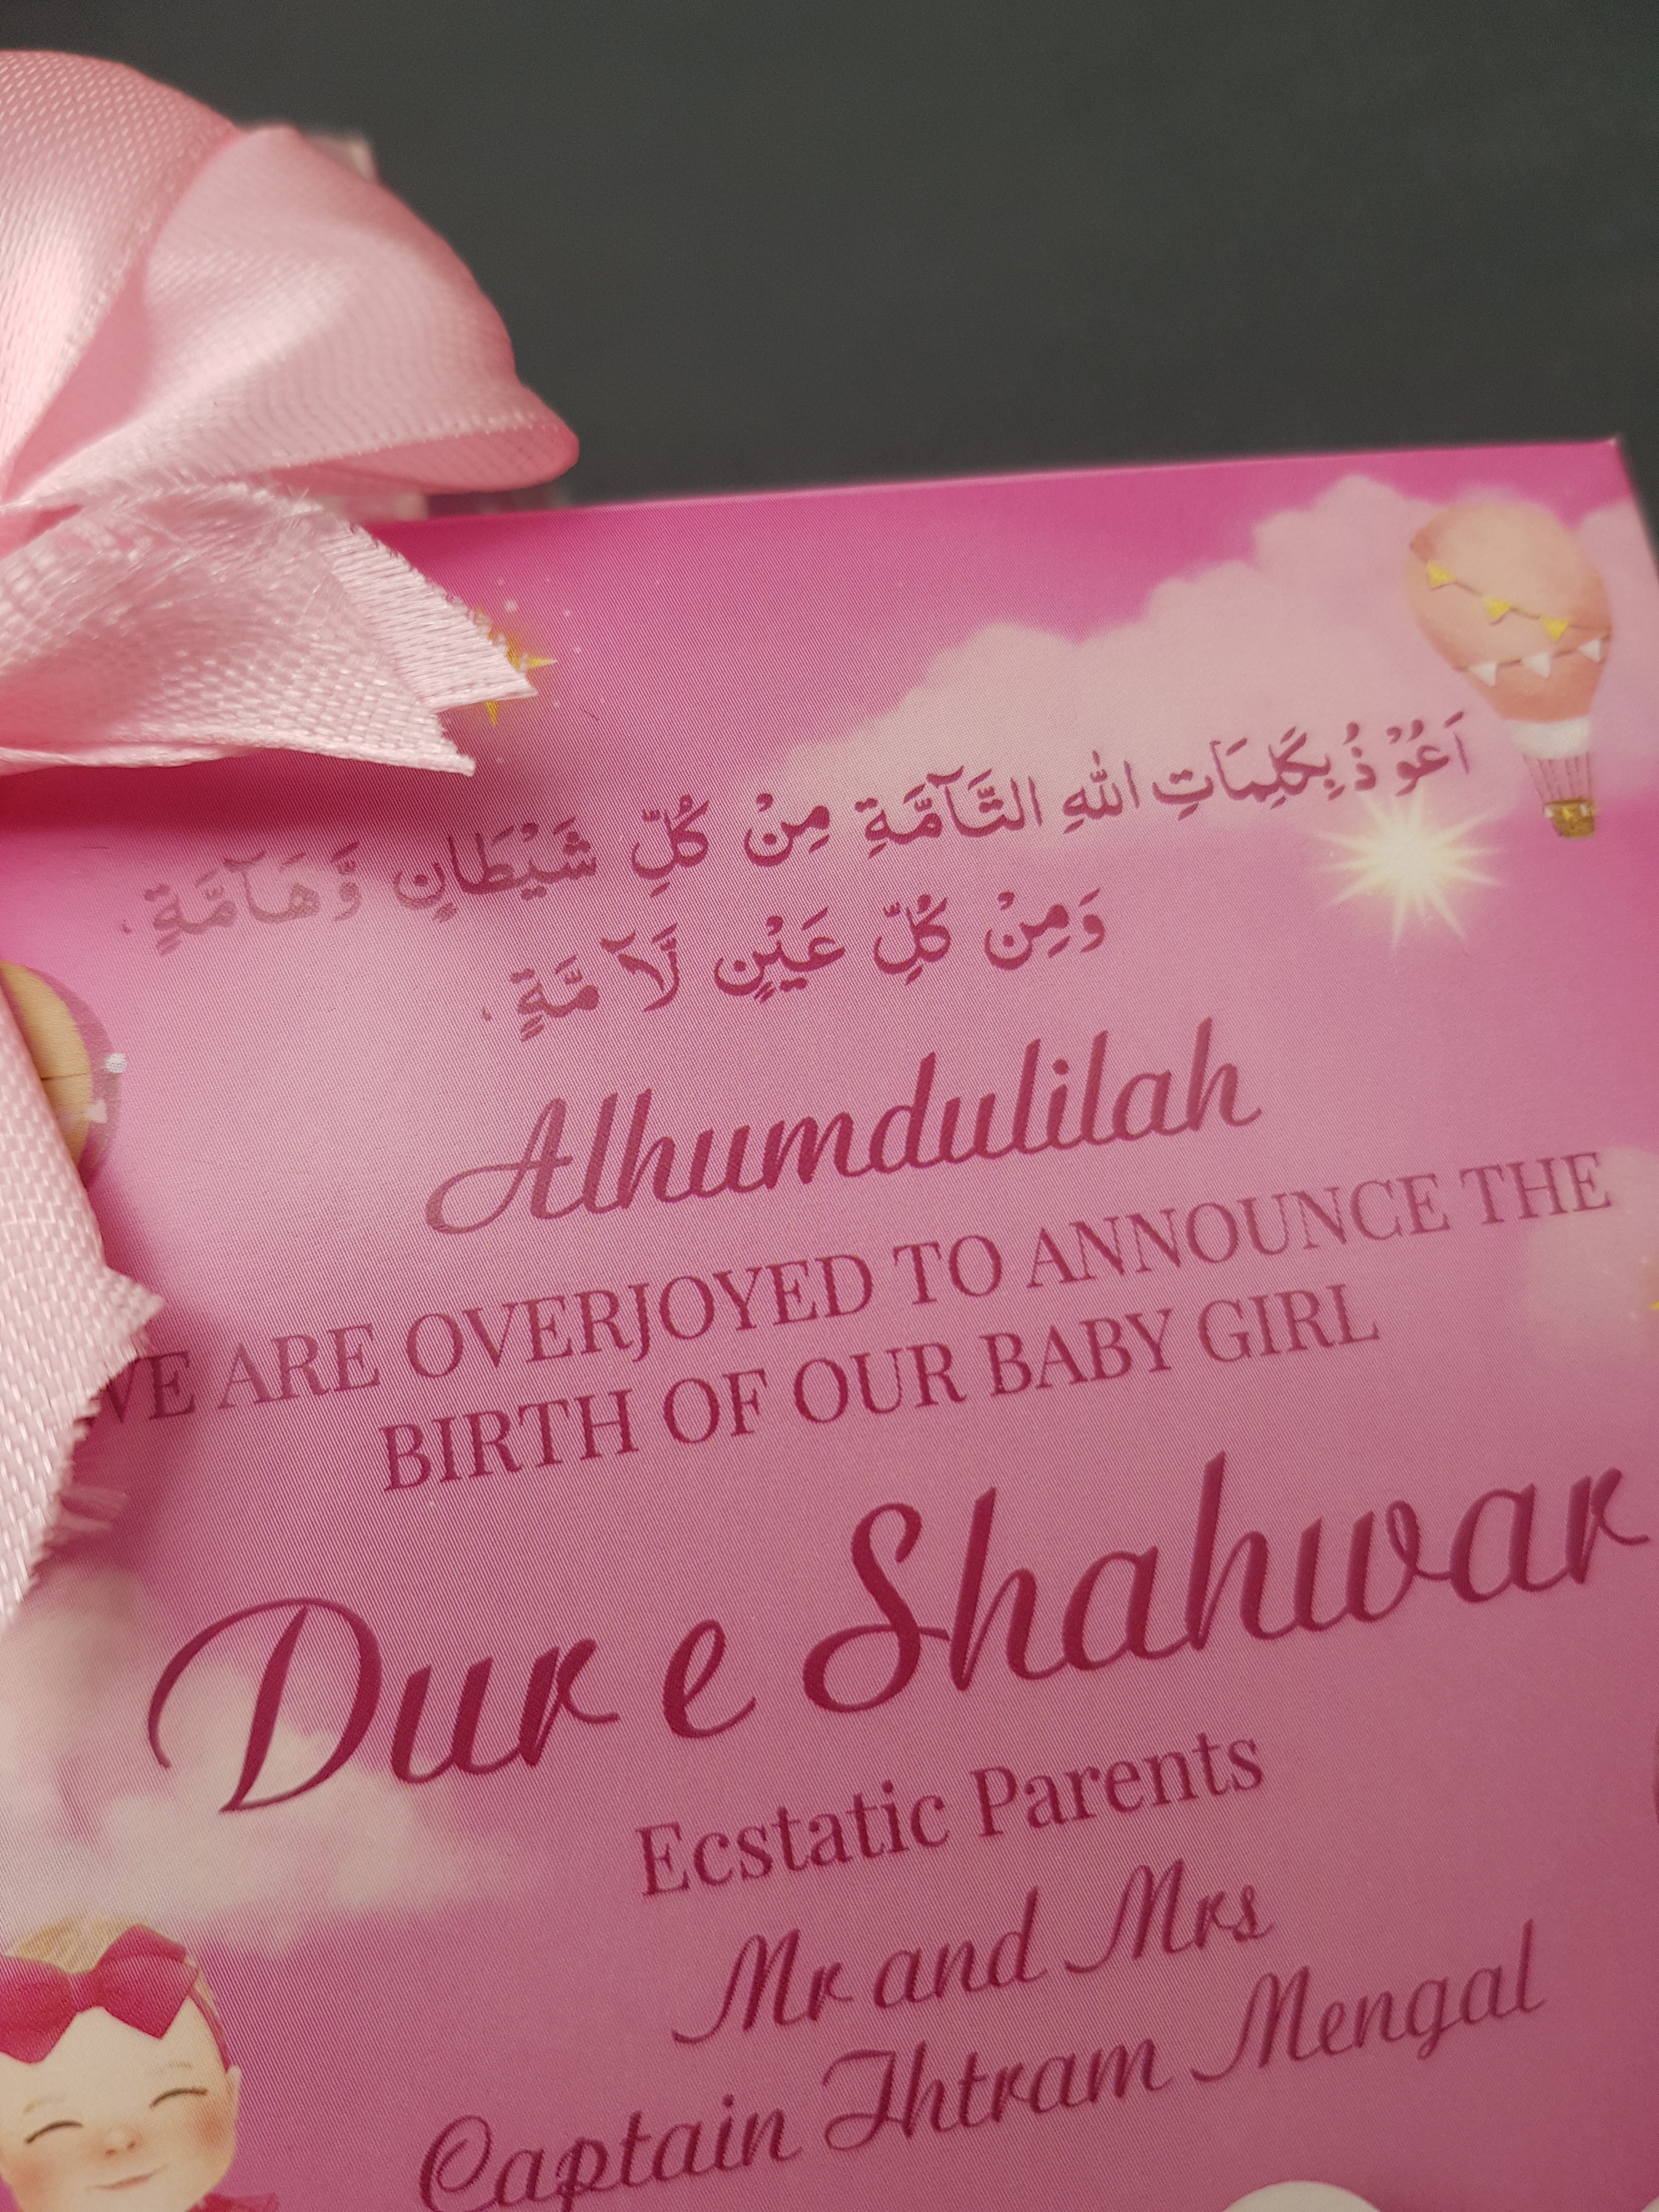 اَعُوْذُ بِكَلِمَاتِ اللهِ التَّآمَّةِ مِنْ كُلِّ شَيْطَانٍ وَّهَآمَّةٍ
وَمِنْ كُلِّ عَيْنٍ لَّآ مَّةٍ
Alhumdulilah
WE ARE OVERJOYED TO ANNOUNCE THE
BIRTH OF OUR BABY GIRL
Dur e Shahwar
Ecstatic Parents
Mr and Mrs
Captain Ihtram Mengal